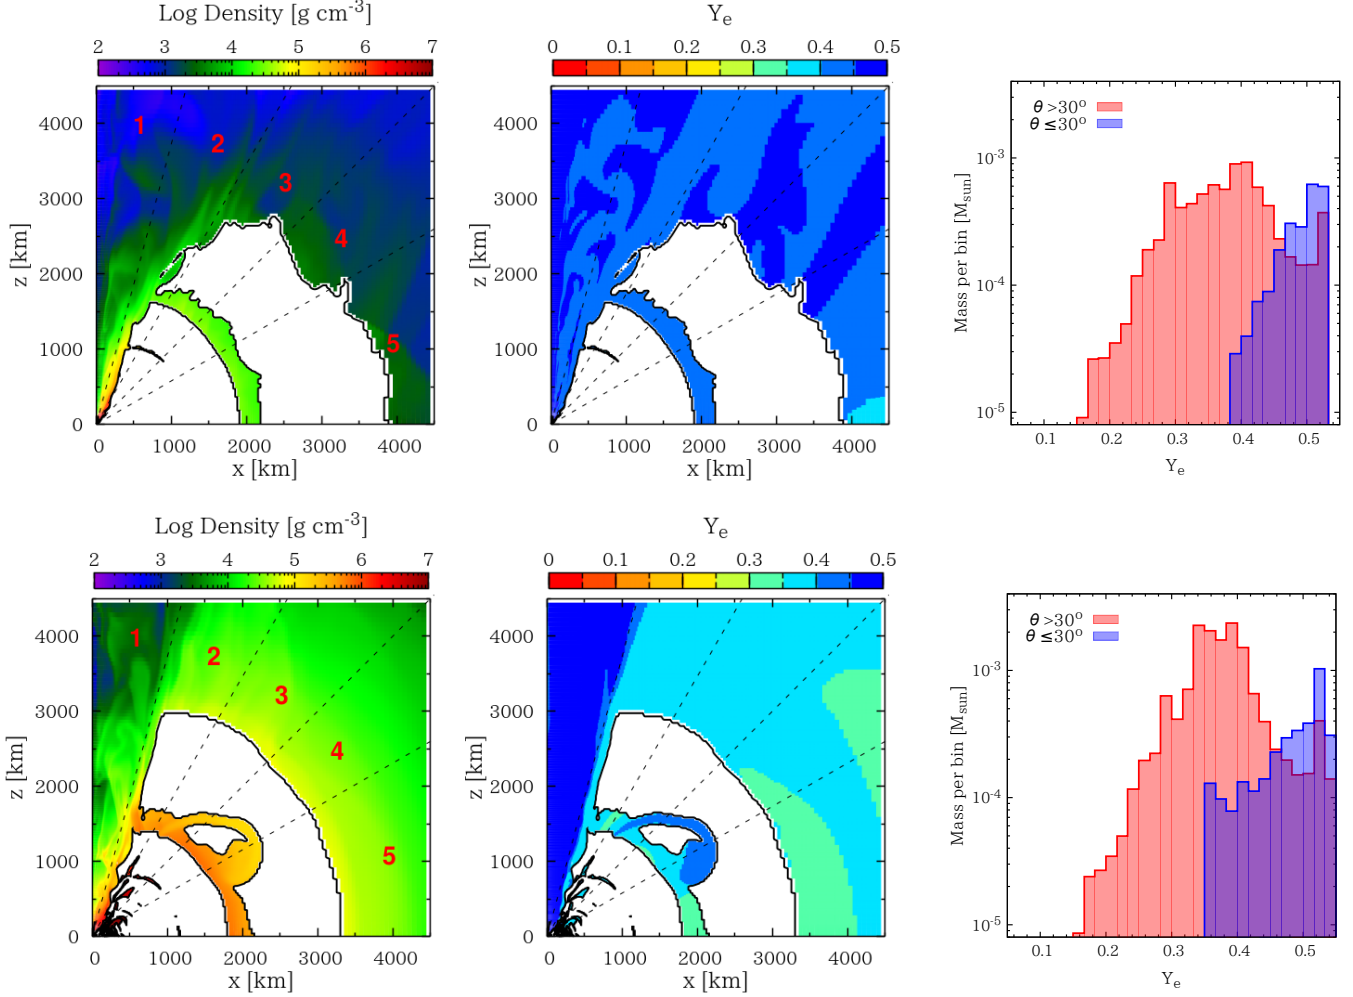 Log Density [g cm-3]
2 3 4 5 6 7
Ye
0 0.1 0.2 0.3 0.4 0.5
z [km]
4000
3000
2000
1000
0
1
2
3
4
5
0 1000 2000 3000 4000
x [km]
z [km]
4000
3000
2000
1000
0
0 1000 2000 3000 4000
x [km]
θ >30o
θ ≤30o
Mass per bin [Msun]
10-3
10-4
10-5
0.1 0.2 0.3 0.4 0.5
Ye
Log Density [g cm-3]
2 3 4 5 6 7
Ye
0 0.1 0.2 0.3 0.4 0.5
z [km]
4000
3000
2000
1000
0
1
2
3
4
5
0 1000 2000 3000 4000
x [km]
z [km]
4000
3000
2000
1000
0
0 1000 2000 3000 4000
x [km]
θ >30o
θ ≤30o
Mass per bin [Msun]
10-3
10-4
10-5
0.1 0.2 0.3 0.4 0.5
Ye